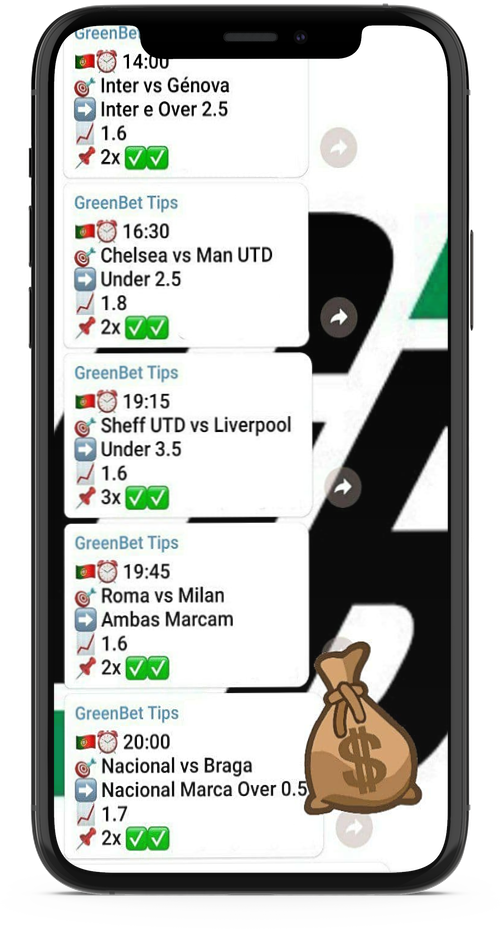 GreenBet
14:00
Inter vs Génova
Inter e Over 2.5
1.6
2x
GreenBet Tips
16:30
Chelsea vs Man UTD
Under 2.5
1.8
2x
GreenBet Tips
19:15
Sheff UTD vs Liverpool
Under 3.5
1.6
3x
GreenBet Tips
19:45
Roma vs Milan
Ambas Marcam
1.6
2x
GreenBet Tips
20:00
Nacional vs Braga
Nacional Marca Over 0.5
1.7
2x
$